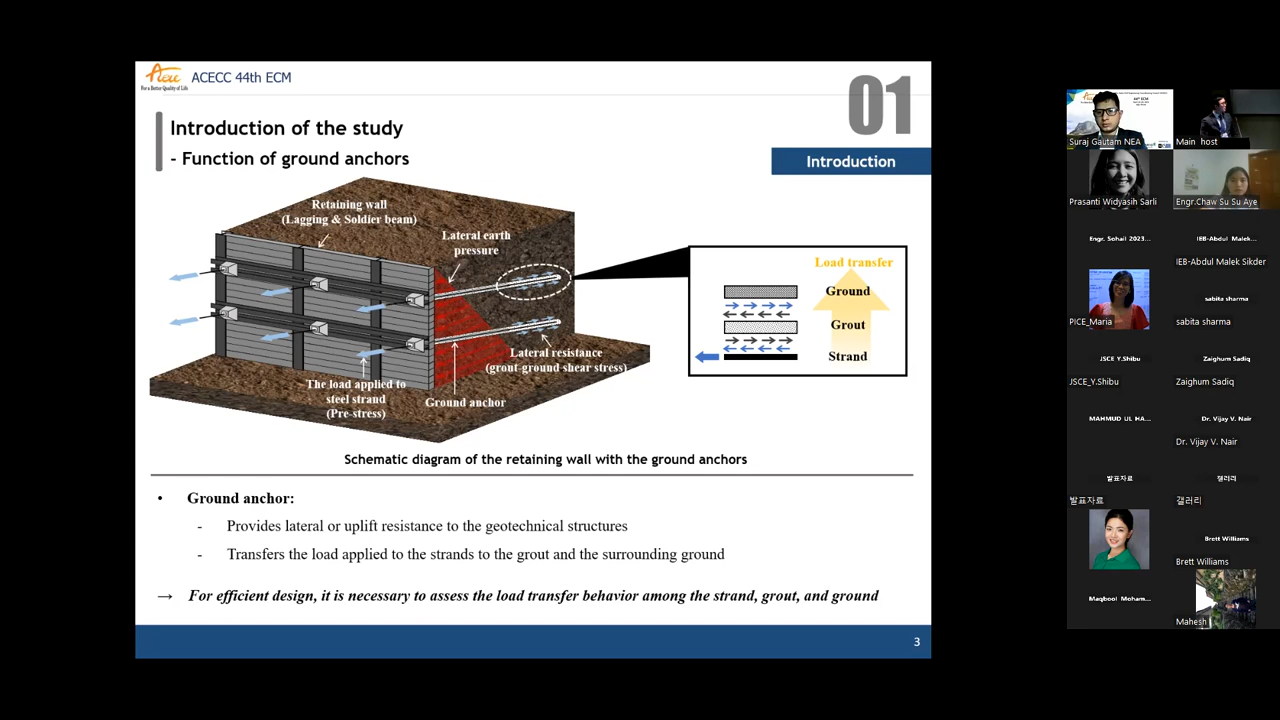 Acecc
For a Better Quality of Life
ACECC 44th ECM
01
Introduction of the study
- Function of ground anchors
Introduction
Retaining wall
(Lagging & Soldier beam)
Lateral earth
pressure
Load transfer
Ground
Grout
Strand
Lateral resistance
(grout-ground shear stress)
The load applied to
steel strand
(Pre-stress)
Ground anchor
Schematic diagram of the retaining wall with the ground anchors
• Ground anchor:
- Provides lateral or uplift resistance to the geotechnical structures
- Transfers the load applied to the strands to the grout and the surrounding ground
→ For efficient design, it is necessary to assess the load transfer behavior among the strand, grout, and ground
3
Suraj Gautam NEA
Main host
Prasanti Widyasih Sarli
Engr.Chaw Su Su Aye
Engr. Sohail 2023...
IEB-Abdul Malek...
IEB-Abdul Malek Sikder
PICE_Maria
sabita sharma
sabita sharma
JSCE Y.Shibu
JSCE_Y.Shibu
Zaighum Sadiq
Zaighum Sadiq
MAHMUD UL HA...
Dr. Vijay V. Nair
Dr. Vijay V. Nair
발표자료
발표자료
갤러리
갤러리
Brett Williams
Brett Williams
Maqbool Moham...
Mahesh